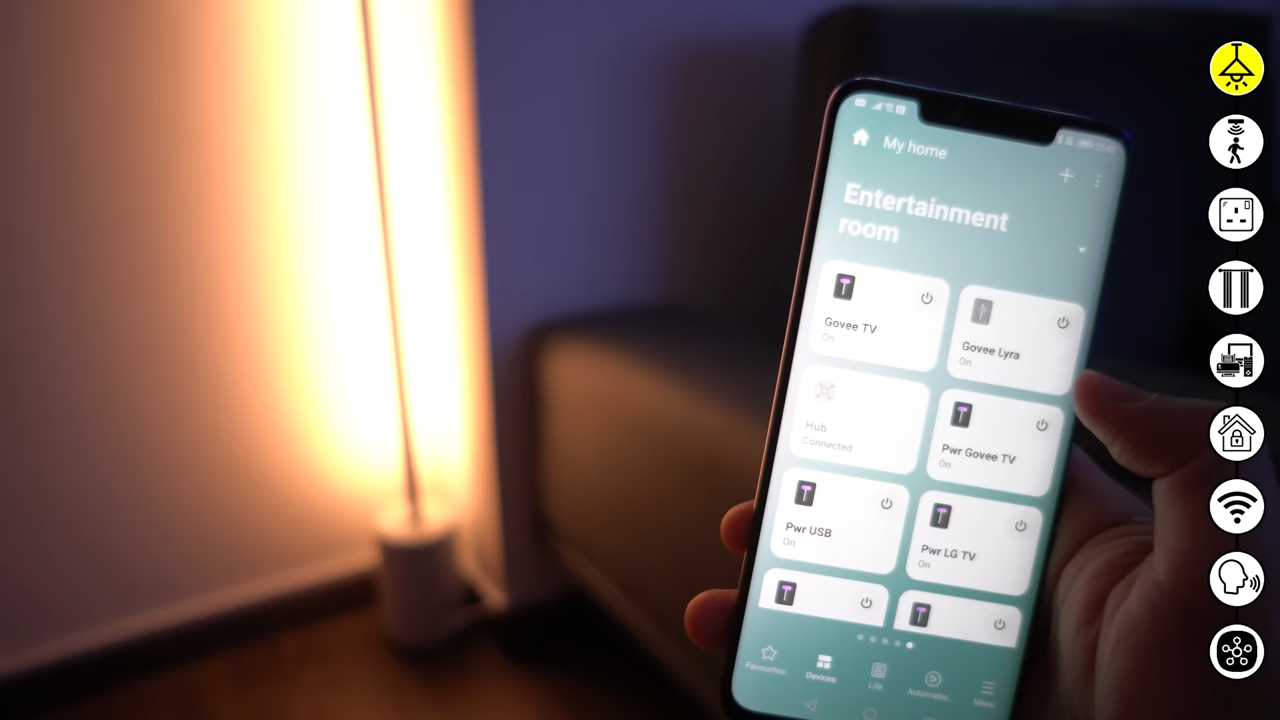 My home
Entertainment
room
Govee TV
On
Govee Lyra
On
Hub
Connected
Pwr Govee TV
On
Pwr USB
On
Pwr LG TV
On
Favourites
Devices
Life
Automatio...
Menu